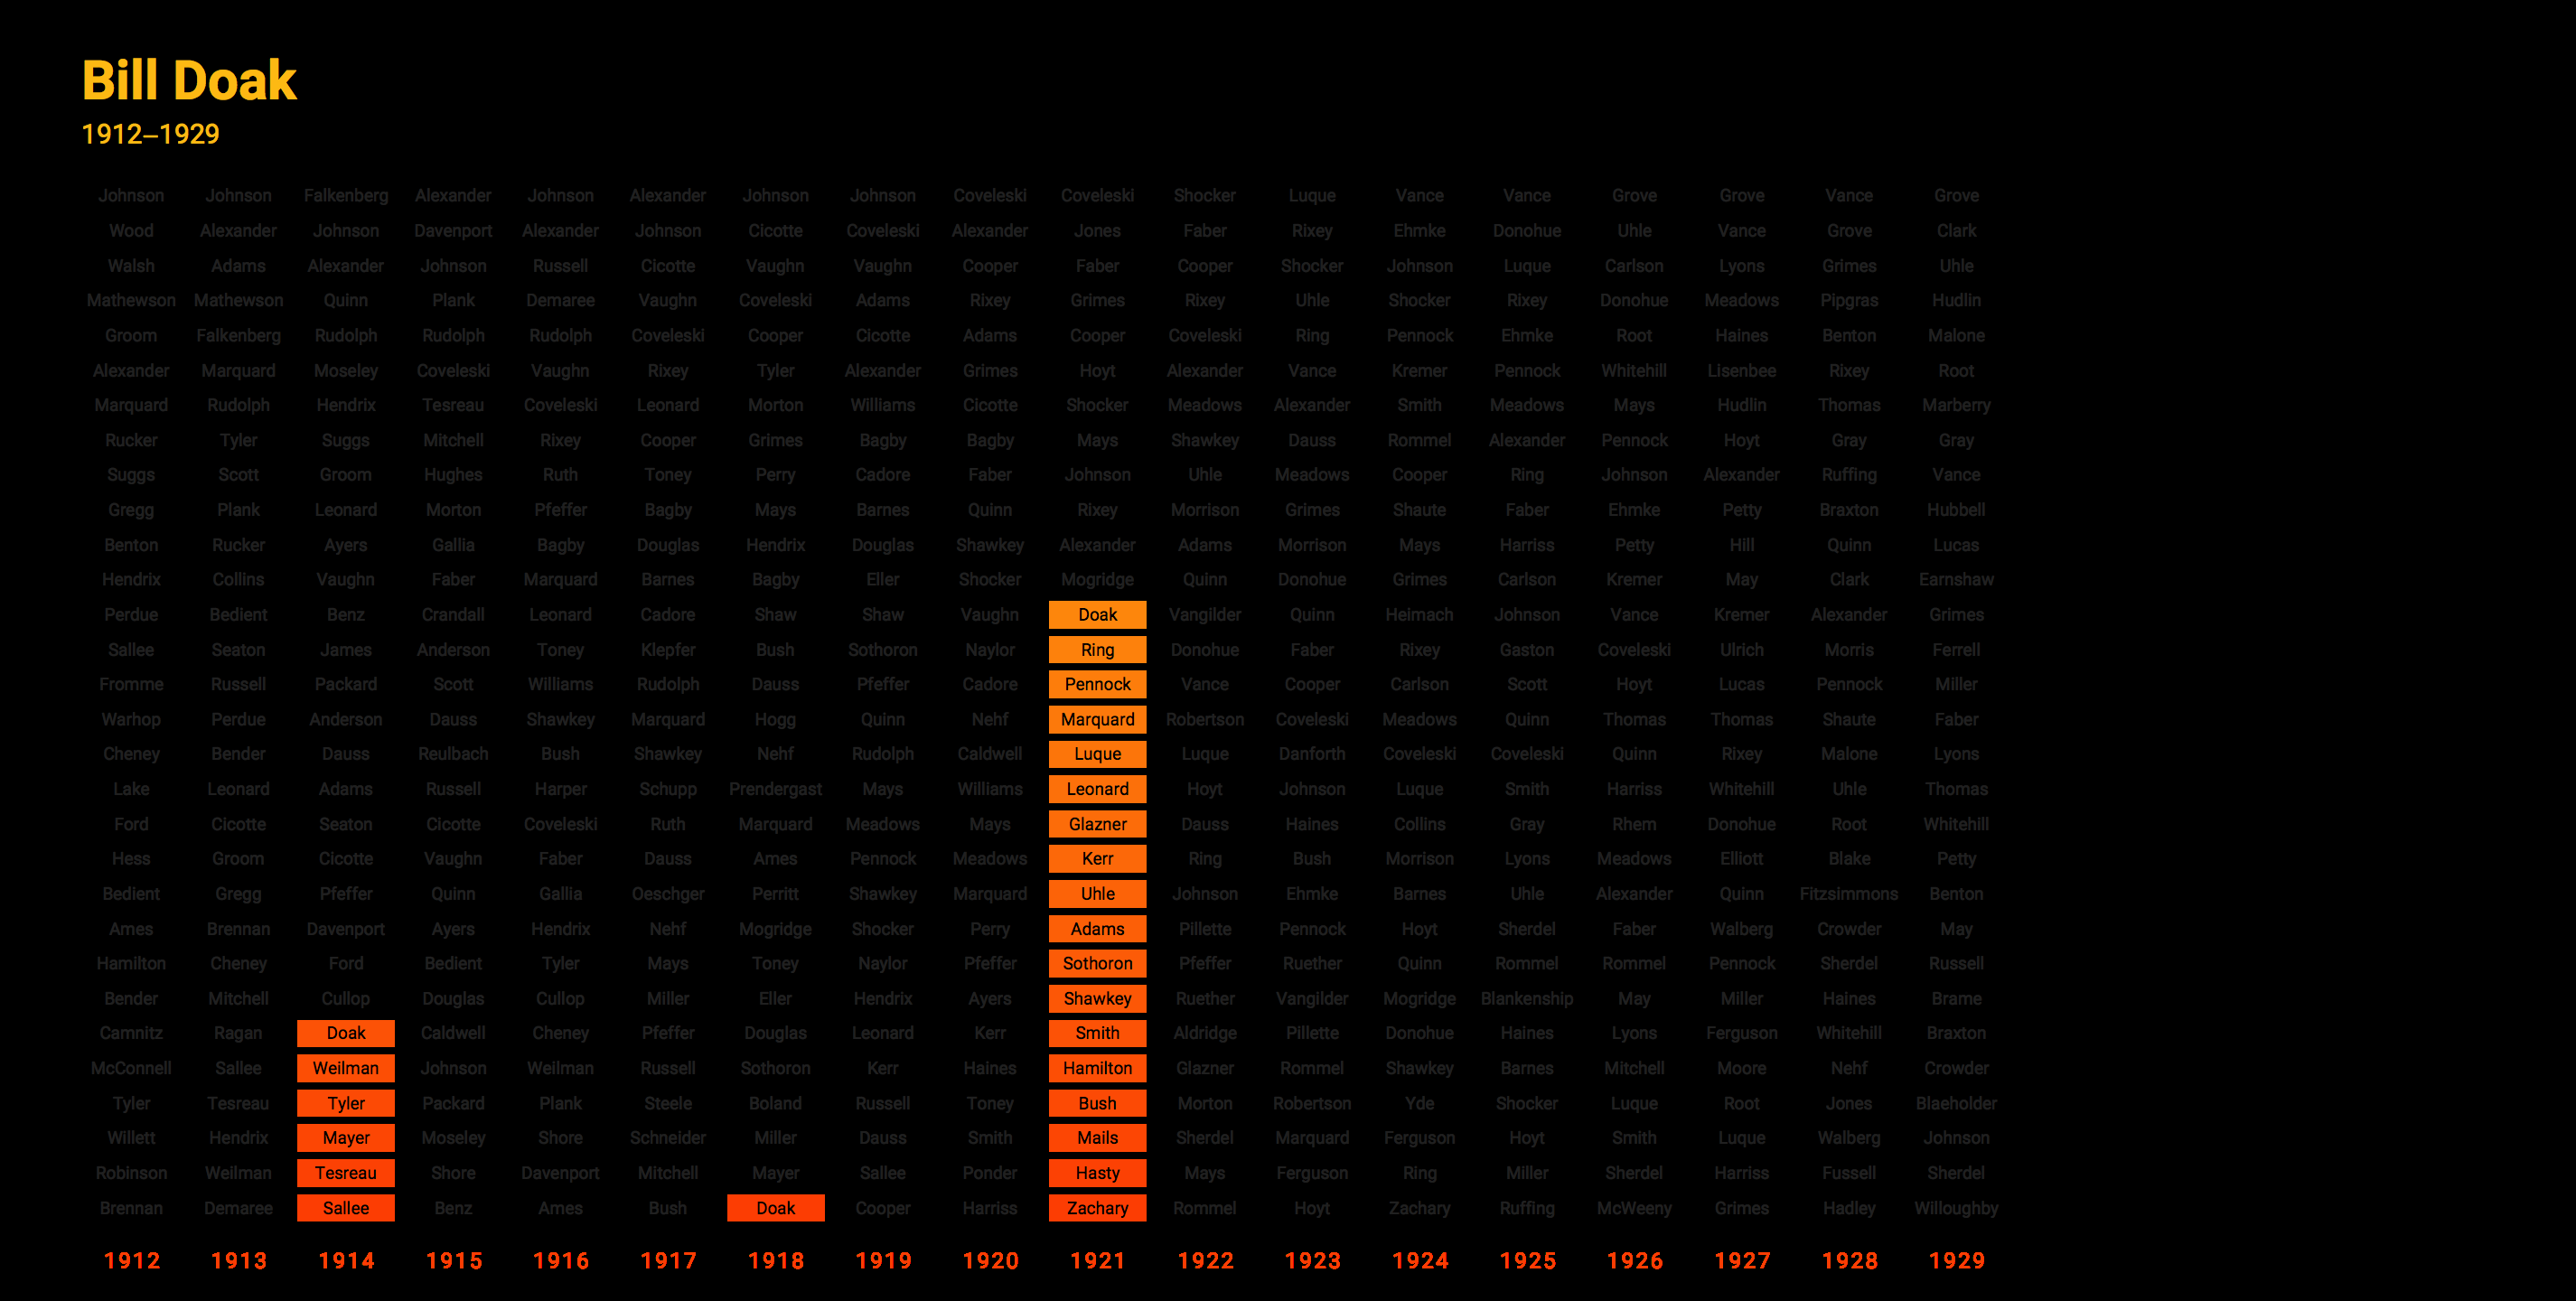 Bill Doak
1912–1929
Johnson Johnson Falkenberg Alexander Johnson Alexander Johnson Johnson Coveleski Coveleski Shocker Luque Vance Vance Grove Grove Vance Grove
Wood Alexander Johnson Davenport Alexander Johnson Cicotte Coveleski Alexander Jones Faber Rixey Ehmke Donohue Uhle Vance Grove Clark
Walsh Adams Alexander Johnson Russell Cicotte Vaughn Vaughn Cooper Faber Cooper Shocker Johnson Luque Carlson Lyons Grimes Uhle
Mathewson Mathewson Quinn Plank Demaree Vaughn Coveleski Adams Rixey Grimes Rixey Uhle Shocker Rixey Donohue Meadows Pipgras Hudlin
Groom Falkenberg Rudolph Rudolph Rudolph Coveleski Cooper Cicotte Adams Cooper Coveleski Ring Pennock Ehmke Root Haines Benton Malone
Alexander Marquard Moseley Coveleski Vaughn Rixey Tyler Alexander Grimes Hoyt Alexander Vance Kremer Pennock Whitehill Lisenbee Rixey Root
Marquard Rudolph Hendrix Tesreau Coveleski Leonard Morton Williams Cicotte Shocker Meadows Alexander Smith Meadows Mays Hudlin Thomas Marberry
Rucker Tyler Suggs Mitchell Rixey Cooper Grimes Bagby Bagby Mays Shawkey Dauss Rommel Alexander Pennock Hoyt Gray Gray
Suggs Scott Groom Hughes Ruth Toney Perry Cadore Faber Johnson Uhle Meadows Cooper Ring Johnson Alexander Ruffing Vance
Gregg Plank Leonard Morton Pfeffer Bagby Mays Barnes Quinn Rixey Morrison Grimes Shaute Faber Ehmke Petty Braxton Hubbell
Benton Rucker Ayers Gallia Bagby Douglas Hendrix Douglas Shawkey Alexander Adams Morrison Mays Harriss Petty Hill Quinn Lucas
Hendrix Collins Vaughn Faber Marquard Barnes Bagby Eller Shocker Mogridge Quinn Donohue Grimes Carlson Kremer May Clark Earnshaw
Perdue Bedient Benz Crandall Leonard Cadore Shaw Shaw Vaughn Doak Vangilder Quinn Heimach Johnson Vance Kremer Alexander Grimes
Sallee Seaton James Anderson Toney Klepfer Bush Sothoron Naylor Ring Donohue Faber Rixey Gaston Coveleski Ulrich Morris Ferrell
Fromme Russell Packard Scott Williams Rudolph Dauss Pfeffer Cadore Pennock Vance Cooper Carlson Scott Hoyt Lucas Pennock Miller
Warhop Perdue Anderson Dauss Shawkey Marquard Hogg Quinn Nehf Marquard Robertson Coveleski Meadows Quinn Thomas Thomas Shaute Faber
Cheney Bender Dauss Reulbach Bush Shawkey Nehf Rudolph Caldwell Luque Luque Danforth Coveleski Coveleski Quinn Rixey Malone Lyons
Lake Leonard Adams Russell Harper Schupp Prendergast Mays Williams Leonard Hoyt Johnson Luque Smith Harriss Whitehill Uhle Thomas
Ford Cicotte Seaton Cicotte Coveleski Ruth Marquard Meadows Mays Glazner Dauss Haines Collins Gray Rhem Donohue Root Whitehill
Hess Groom Cicotte Vaughn Faber Dauss Ames Pennock Meadows Kerr Ring Bush Morrison Lyons Meadows Elliott Blake Petty
Bedient Gregg Pfeffer Quinn Gallia Oeschger Perritt Shawkey Marquard Uhle Johnson Ehmke Barnes Uhle Alexander Quinn Fitzsimmons Benton
Ames Brennan Davenport Ayers Hendrix Nehf Mogridge Shocker Perry Adams Pillette Pennock Hoyt Sherdel Faber Walberg Crowder May
Hamilton Cheney Ford Bedient Tyler Mays Toney Naylor Pfeffer Sothoron Pfeffer Ruether Quinn Rommel Rommel Pennock Sherdel Russell
Bender Mitchell Cullop Douglas Cullop Miller Eller Hendrix Ayers Shawkey Ruether Vangilder Mogridge Blankenship May Miller Haines Brame
Camnitz Ragan Doak Caldwell Cheney Pfeffer Douglas Leonard Kerr Smith Aldridge Pillette Donohue Haines Lyons Ferguson Whitehill Braxton
McConnell Sallee Weilman Johnson Weilman Russell Sothoron Kerr Haines Hamilton Glazner Rommel Shawkey Barnes Mitchell Moore Nehf Crowder
Tyler Tesreau Tyler Packard Plank Steele Boland Russell Toney Bush Morton Robertson Yde Shocker Luque Root Jones Blaeholder
Willett Hendrix Mayer Moseley Shore Schneider Miller Dauss Smith Mails Sherdel Marquard Ferguson Hoyt Smith Luque Walberg Johnson
Robinson Weilman Tesreau Shore Davenport Mitchell Mayer Sallee Ponder Hasty Mays Ferguson Ring Miller Sherdel Harriss Fussell Sherdel
Brennan Demaree Sallee Benz Ames Bush Doak Cooper Harriss Zachary Rommel Hoyt Zachary Ruffing McWeeny Grimes Hadley Willoughby
1912 1913 1914 1915 1916 1917 1918 1919 1920 1921 1922 1923 1924 1925 1926 1927 1928 1929